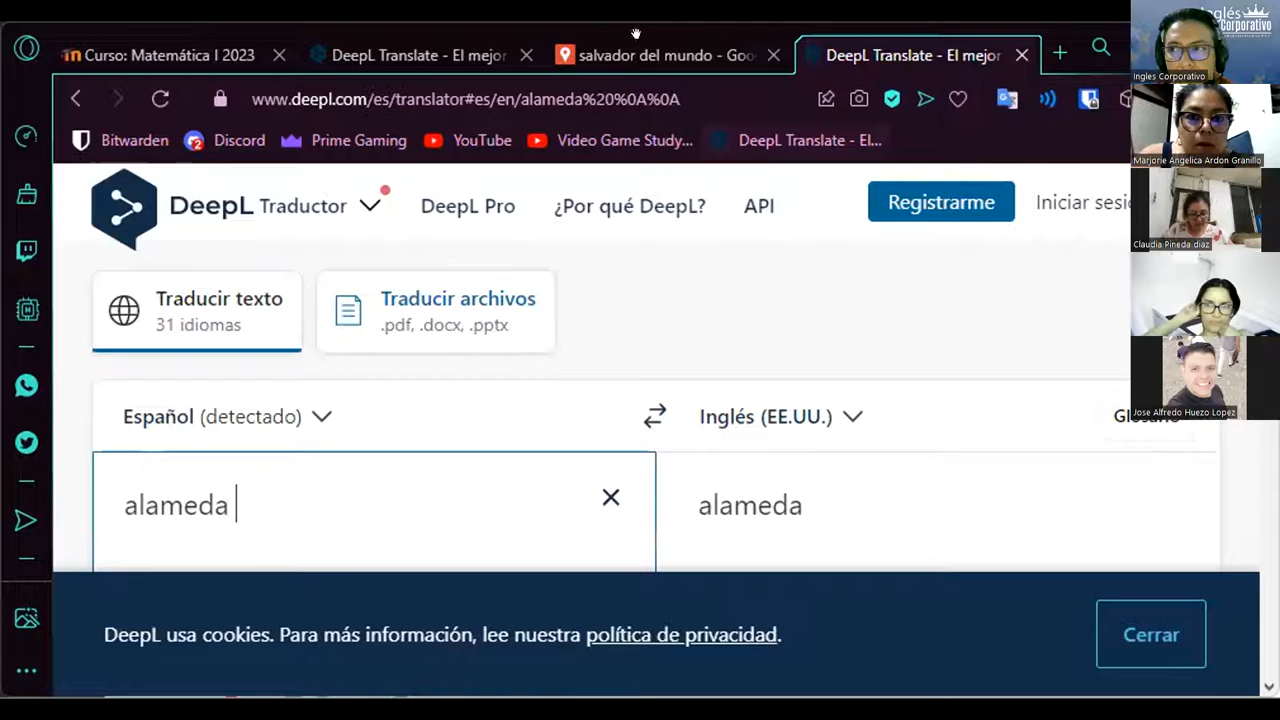 Curso: Matemática I 2023
DeepL Translate - El mejor
salvador del mundo - Goo
DeepL Translate - El mejor
www.deepl.com/es/translator#es/en/alameda%20%0A%0A
Bitwarden
Discord
Prime Gaming
YouTube
Video Game Study...
DeepL Translate - El...
DeepL Traductor
DeepL Pro
¿Por qué DeepL?
API
Registrarme
Iniciar sesi
Traducir texto
31 idiomas
Traducir archivos
.pdf, .docx, .pptx
Español (detectado)
Inglés (EE.UU.)
Glosario
alameda
alameda
DeepL usa cookies. Para más información, lee nuestra política de privacidad.
Cerrar
Inglés
Corporativo
Ingles Corporativo
Marjorie Angelica Ardon Granillo
Claudia Pineda diaz
Jose Alfredo Huezo Lopez